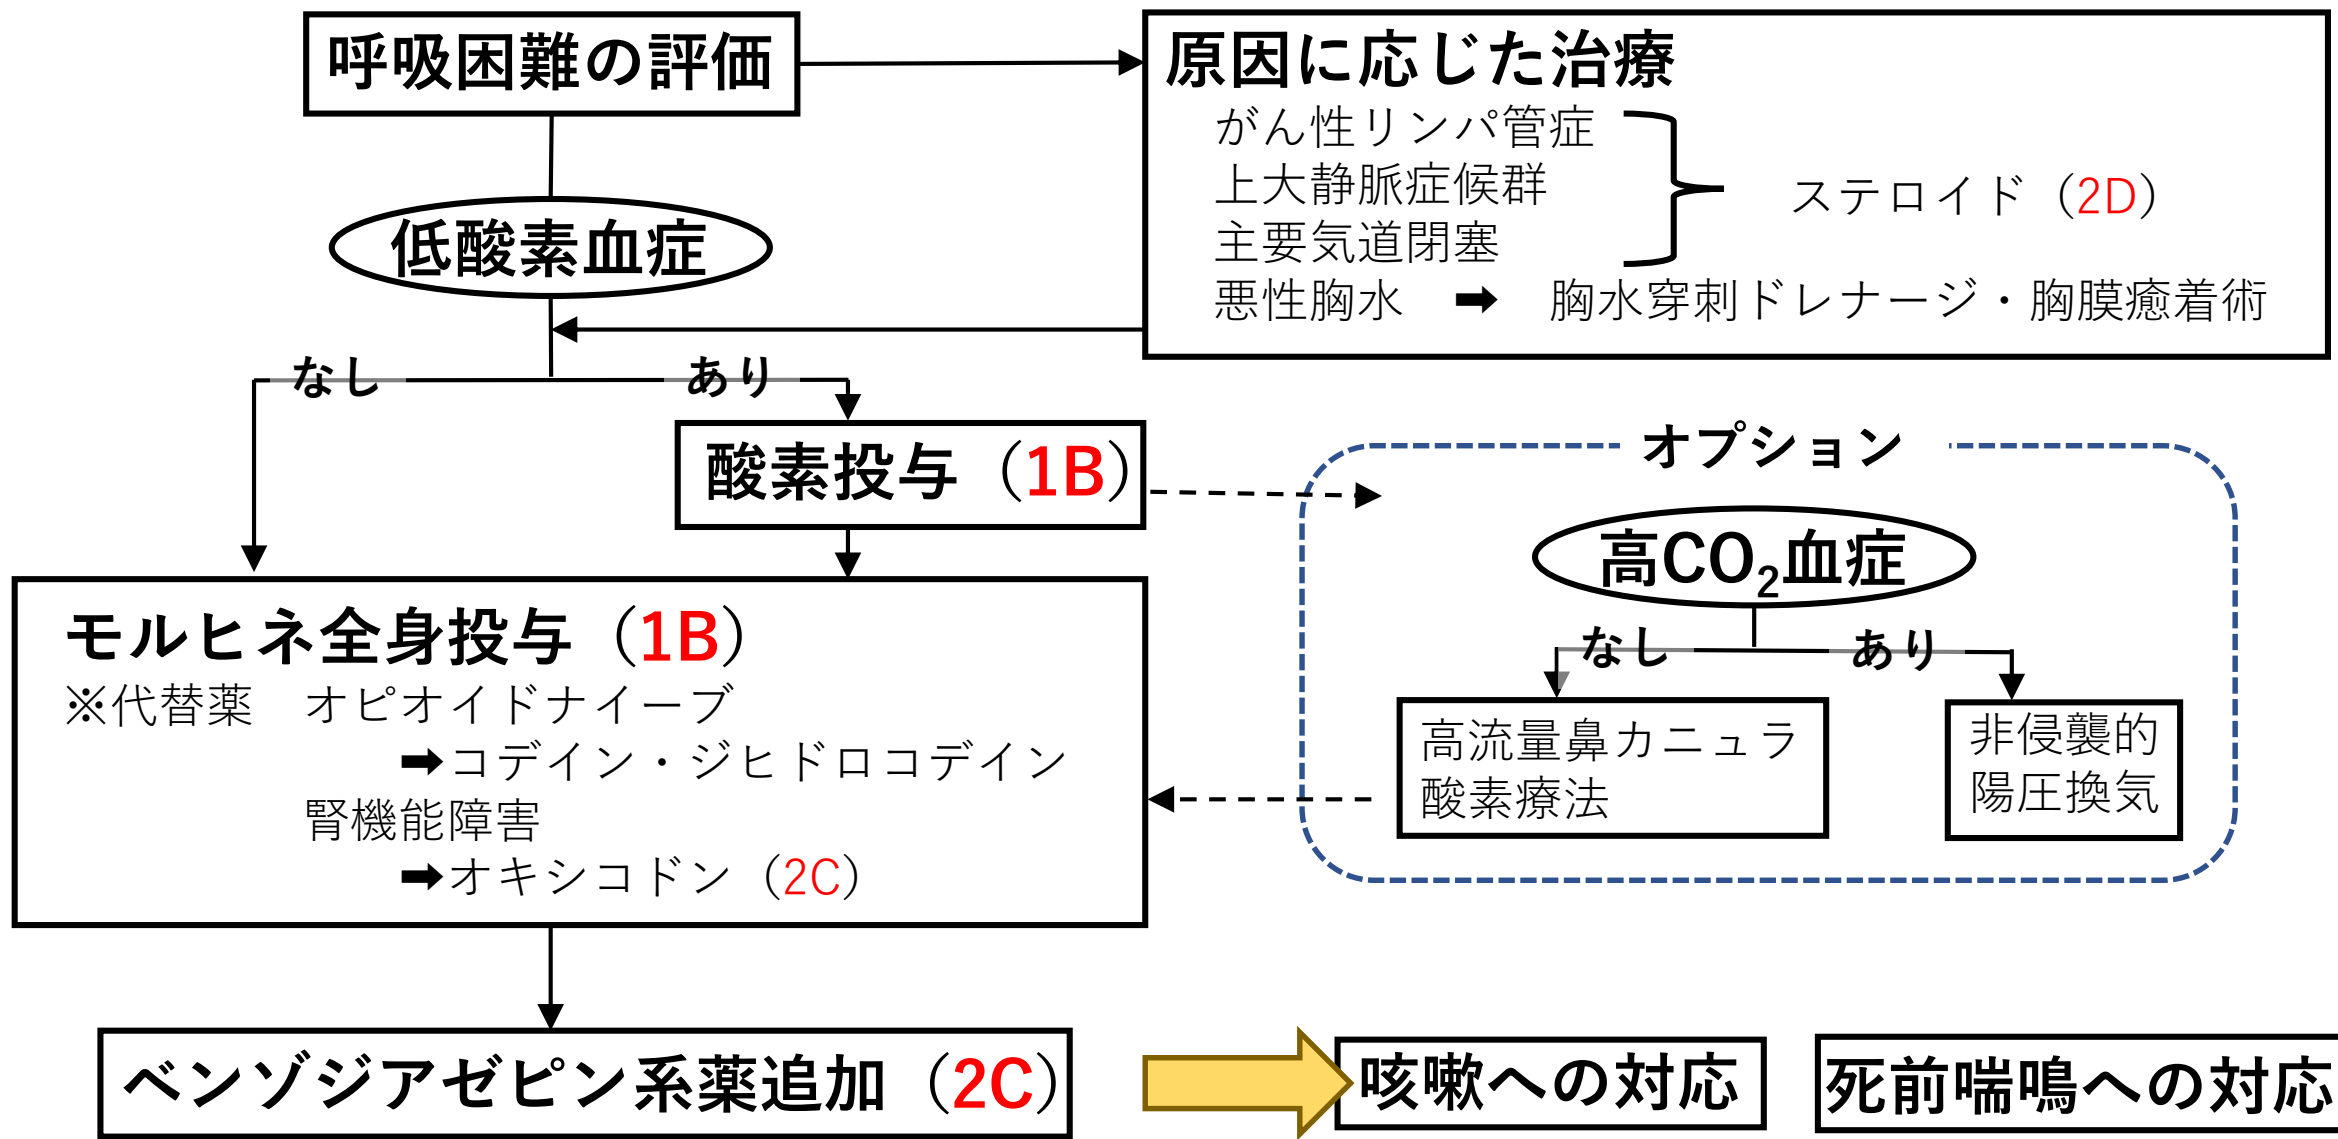 呼吸困難の評価
原因に応じた治療
がん性リンパ管症
上大静脈症候群
主要気道閉塞
ステロイド（2D）
悪性胸水 ➡ 胸水穿刺ドレナージ・胸膜癒着術
低酸素血症
なし
あり
酸素投与（1B）
オプション
高CO₂血症
なし
あり
高流量鼻カニュラ
酸素療法
非侵襲的
陽圧換気
モルヒネ全身投与（1B）
※代替薬 オピオイドナイーブ
➡コデイン・ジヒドロコデイン
腎機能障害
➡オキシコドン（2C）
ベンゾジアゼピン系薬追加（2C）
咳嗽への対応
死前喘鳴への対応